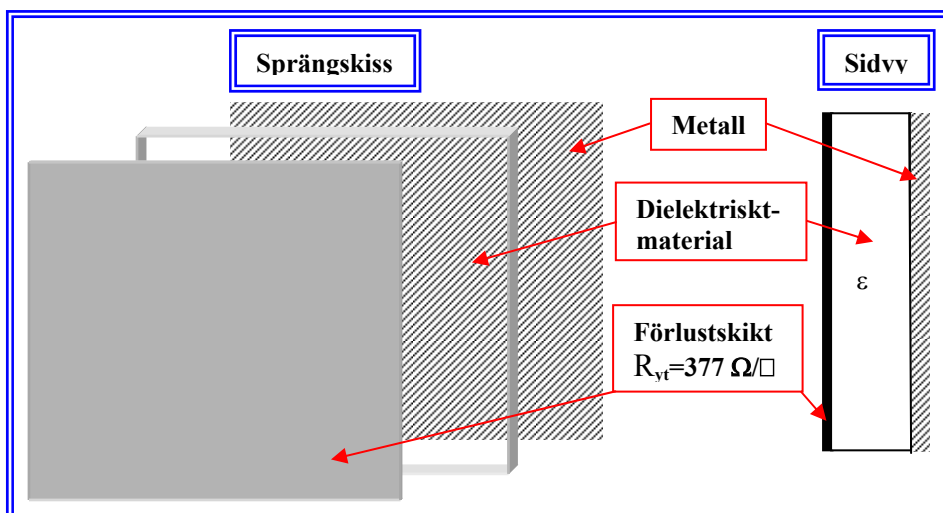 Sprängskiss
Sidvy
Metall
Dielektriskt-
material
ε
Förlustskikt
Ryt=377 Ω/□